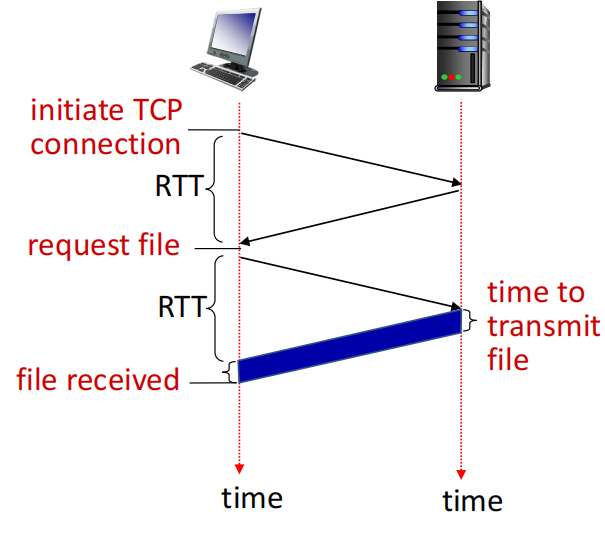 initiate TCP
connection
RTT
request file
RTT
time to
transmit
file
file received
time
time